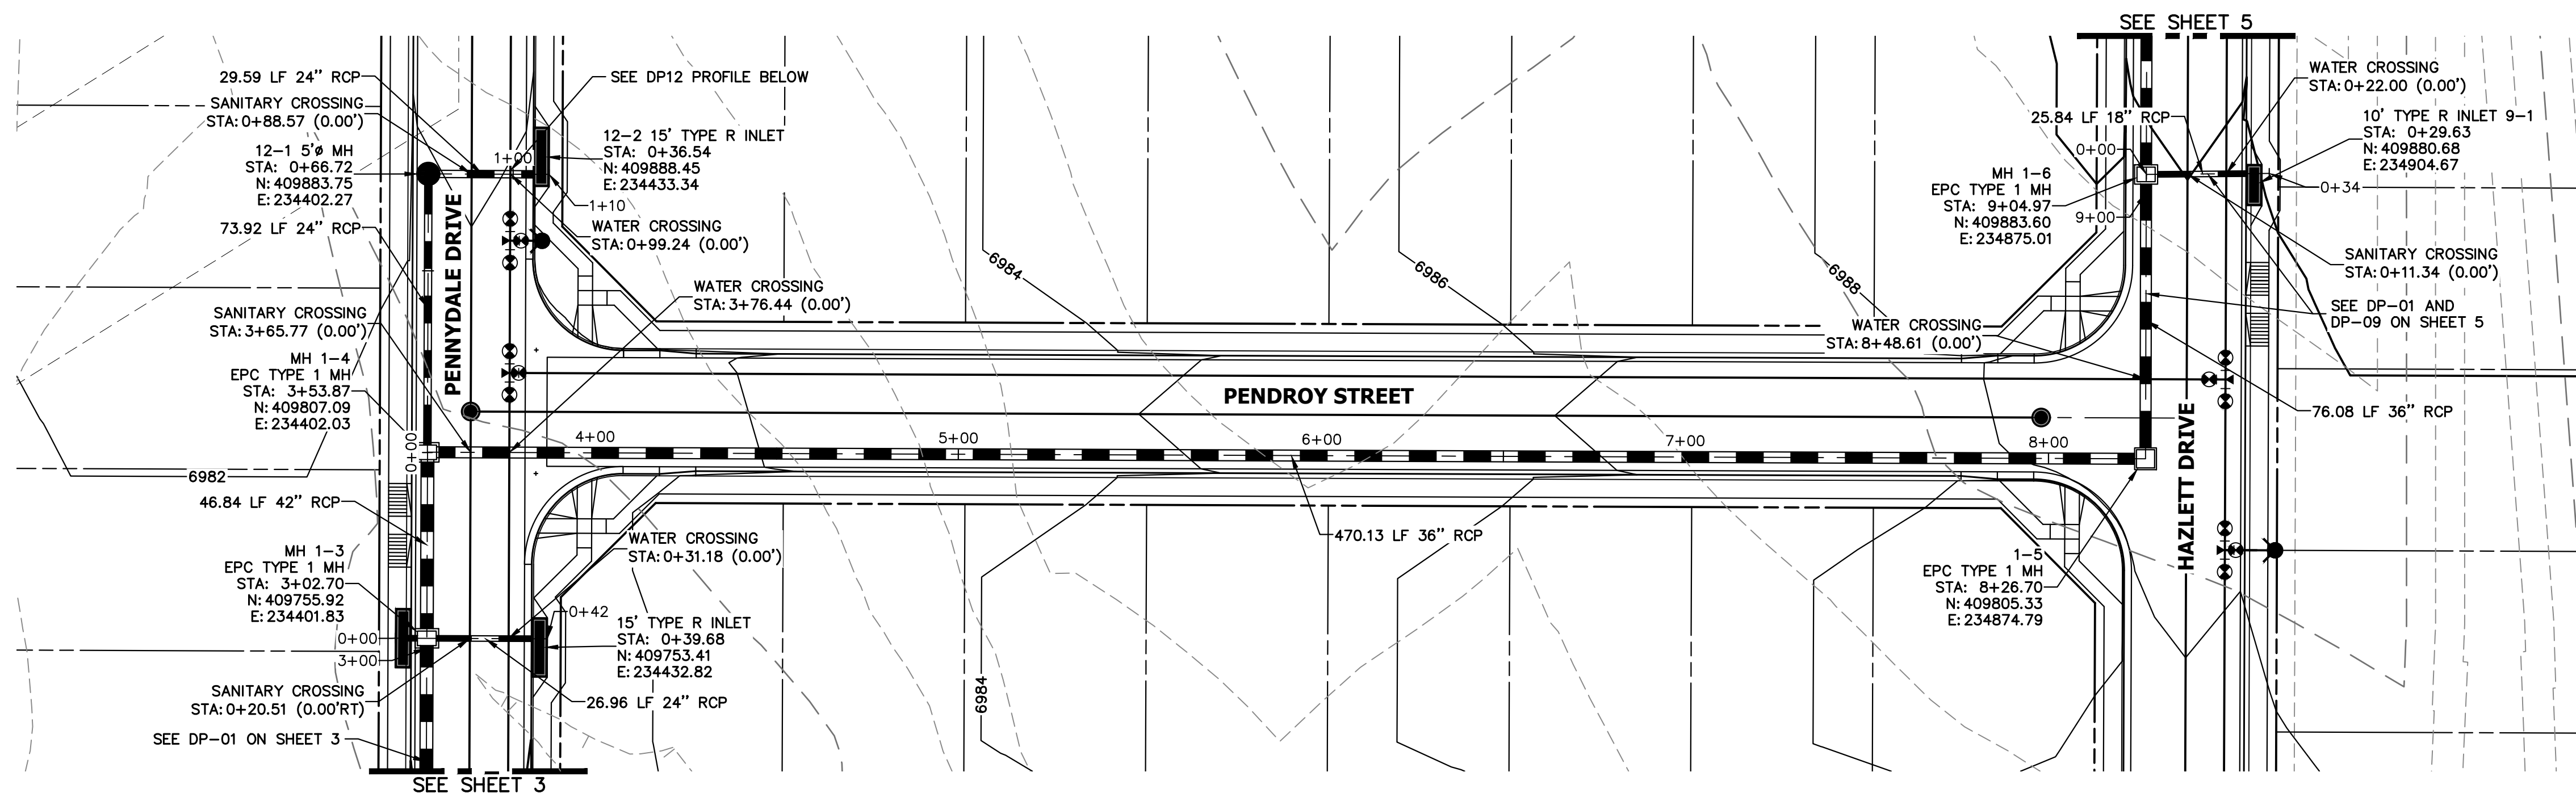 SEE SHEET 5
29.59 LF 24" RCP
SANITARY CROSSING
STA: 0+88.57 (0.00')
12-1 5'ø MH
STA: 0+66.72
N: 409883.75
E: 234402.27
73.92 LF 24" RCP
SANITARY CROSSING
STA: 3+65.77 (0.00')
MH 1-4
EPC TYPE 1 MH
STA: 3+53.87
N: 409807.09
E: 234402.03
0+00
6982
46.84 LF 42" RCP
MH 1-3
EPC TYPE 1 MH
STA: 3+02.70
N: 409755.92
E: 234401.83
0+00
3+00
SANITARY CROSSING
STA: 0+20.51 (0.00'RT)
SEE DP-01 ON SHEET 3
SEE SHEET 3
PENNYDALE DRIVE
SEE DP12 PROFILE BELOW
1+00
12-2 15' TYPE R INLET
STA: 0+36.54
N: 409888.45
E: 234433.34
1+10
WATER CROSSING
STA: 0+99.24 (0.00')
WATER CROSSING
STA: 3+76.44 (0.00')
4+00
5+00
6+00
7+00
8+00
PENDROY STREET
6984
6986
6988
WATER CROSSING
STA: 0+31.18 (0.00')
0+42
15' TYPE R INLET
STA: 0+39.68
N: 409753.41
E: 234432.82
26.96 LF 24" RCP
6984
470.13 LF 36" RCP
WATER CROSSING
STA: 8+48.61 (0.00')
25.84 LF 18" RCP
0+00
MH 1-6
EPC TYPE 1 MH
STA: 9+04.97
N: 409883.60
E: 234875.01
9+00
1-5
EPC TYPE 1 MH
STA: 8+26.70
N: 409805.33
E: 234874.79
HAZLETT DRIVE
WATER CROSSING
STA: 0+22.00 (0.00')
10' TYPE R INLET 9-1
STA: 0+29.63
N: 409880.68
E: 234904.67
0+34
SANITARY CROSSING
STA: 0+11.34 (0.00')
SEE DP-01 AND
DP-09 ON SHEET 5
76.08 LF 36" RCP